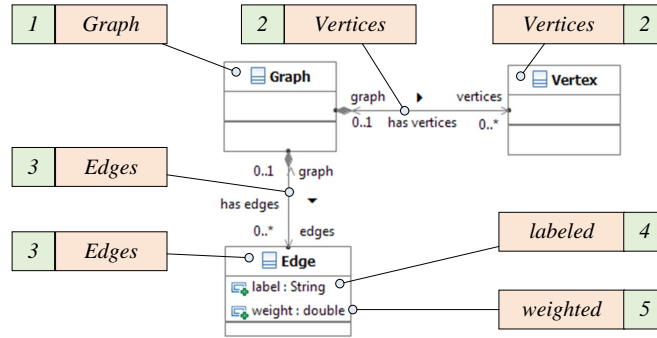 1 Graph
2 Vertices
Vertices 2
Graph
Vertex
graph
vertices
0..1
has vertices
0..*
3 Edges
0..1
graph
has edges
0..*
edges
3 Edges
Edge
labeled 4
label : String
weight : double
weighted 5